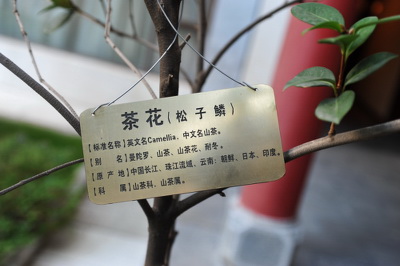 茶花(松子鳞)
【标准名称】英文名Camellia、中文名山茶。
【别 名】曼陀罗、山茶、山茶花、耐冬。
【原 产 地】中国长江、珠江流域、云南、朝鲜、日本、印度。
【科 属】山茶科、山茶属。